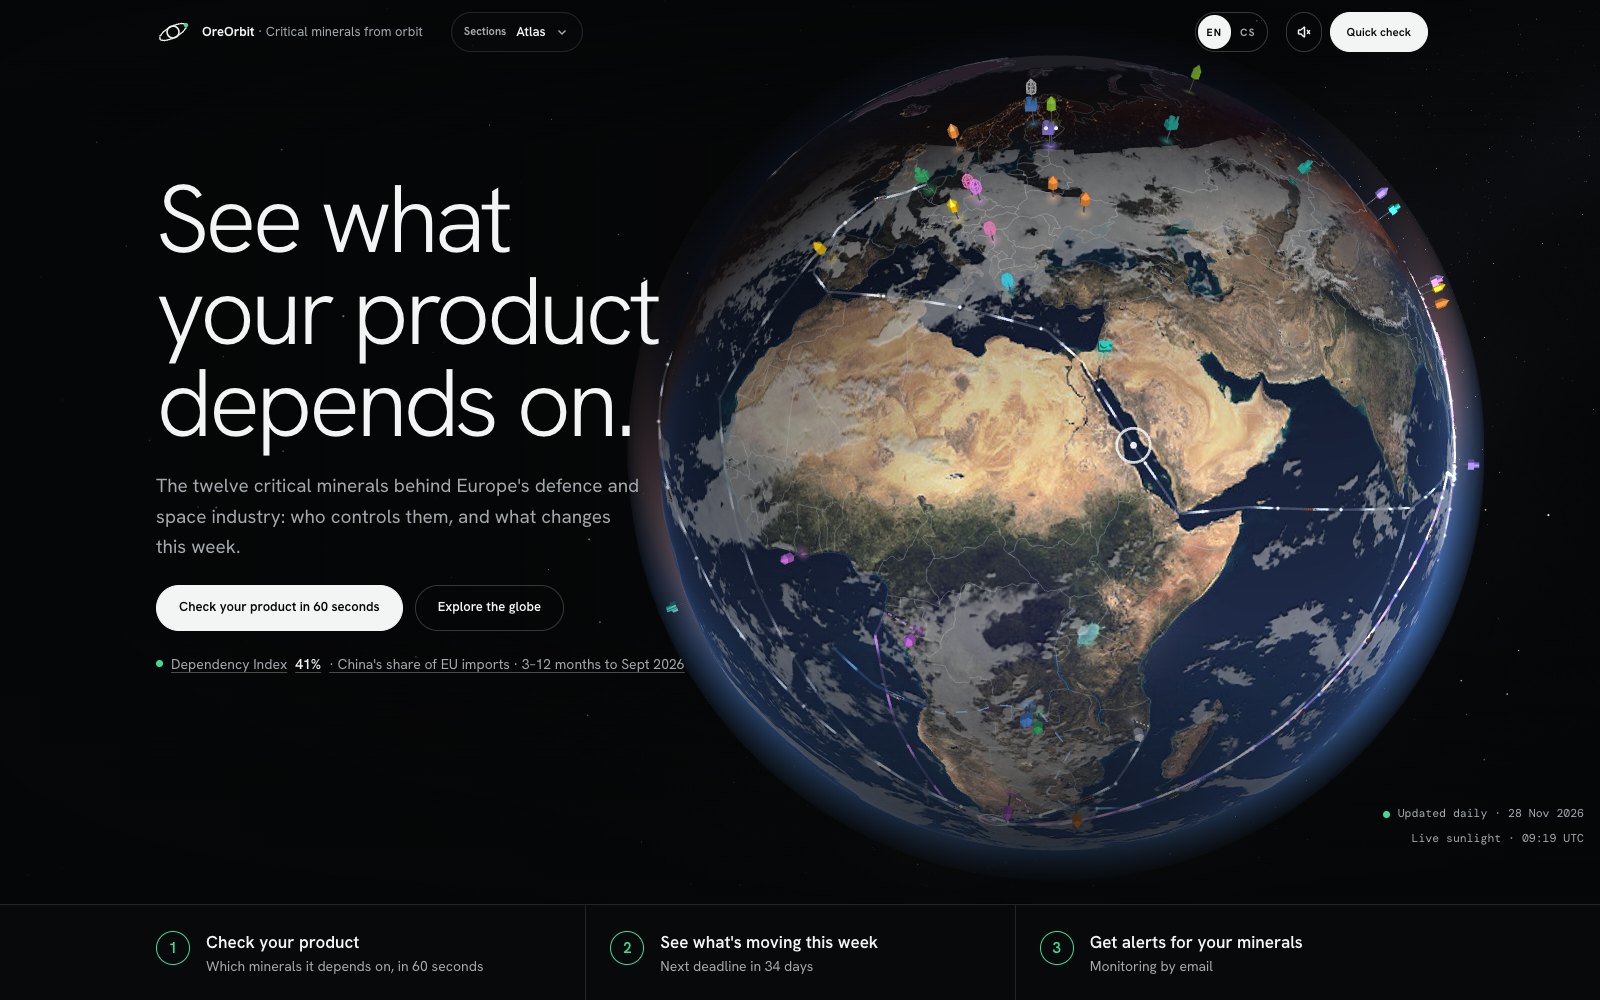 OreOrbit · Critical minerals from orbit
Sections Atlas
EN CS
Quick check
See what
your product
depends on.
The twelve critical minerals behind Europe's defence and
space industry: who controls them, and what changes
this week.
Check your product in 60 seconds
Explore the globe
Dependency Index 41% · China's share of EU imports · 3–12 months to Sept 2026
Updated daily · 28 Nov 2026
Live sunlight · 09:19 UTC
1 Check your product
Which minerals it depends on, in 60 seconds
2 See what's moving this week
Next deadline in 34 days
3 Get alerts for your minerals
Monitoring by email